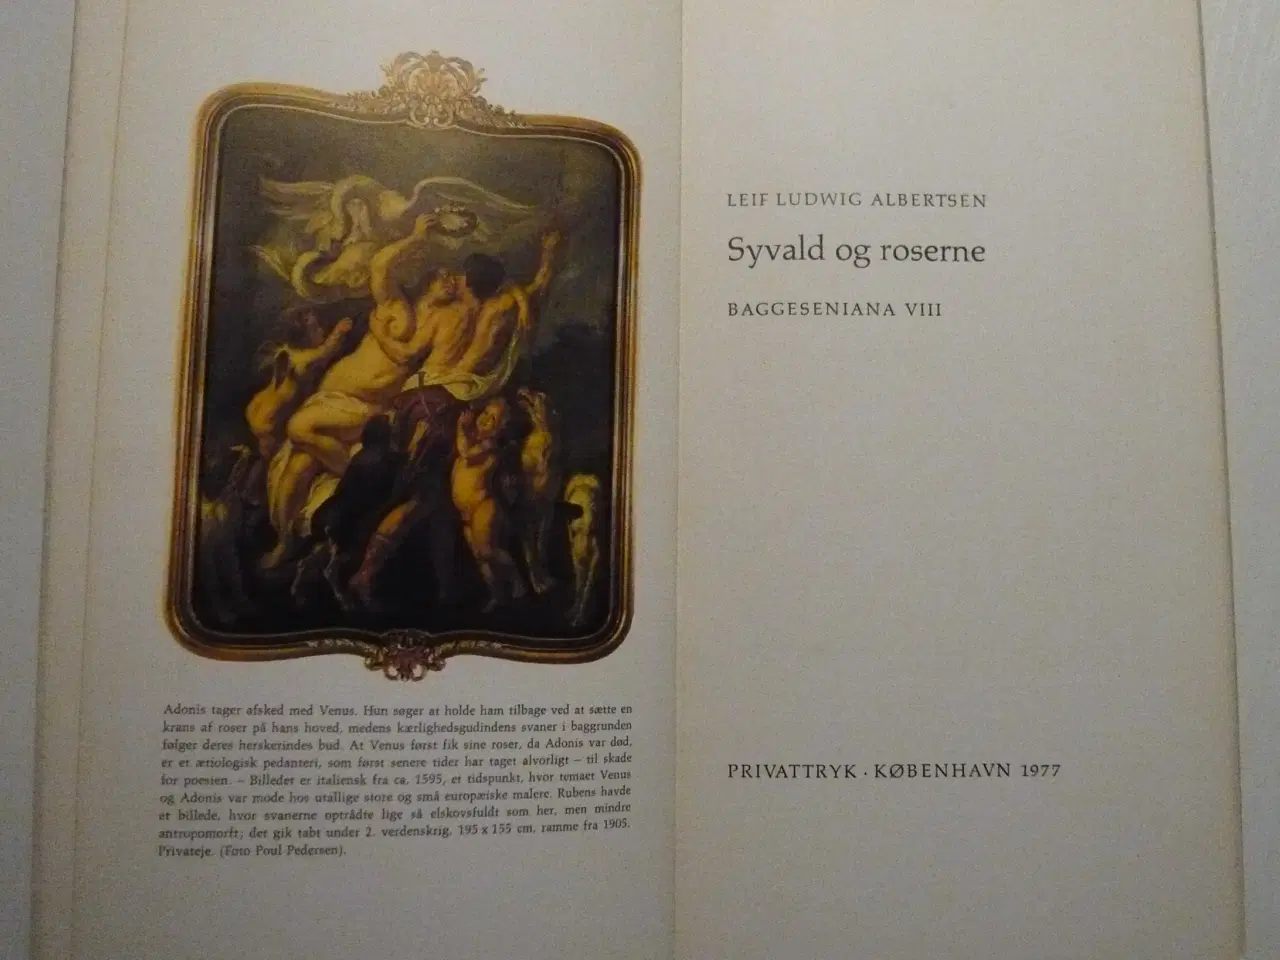 Adonis tager afsked med Venus. Hun søger at holde ham tilbage ved at sætte en
krans af roser på hans hoved, medens kærlighedsgudindens svaner i baggrunden
følger deres herskerindes bud. At Venus først fik sine roser, da Adonis var død,
er et ætiologisk pedanteri, som først senere tider har taget alvorligt – til skade
for poesien. – Billedet er italiensk fra ca. 1595, et tidspunkt, hvor temaet Venus
og Adonis var mode hos utallige store og små europæiske malere. Rubens havde
et billede, hvor svanerne optrådte lige så elskovsfuldt som her, men mindre
antropomorft; det gik tabt under 2. verdenskrig. 195 x 155 cm, ramme fra 1905.
Privateje. (Foto Poul Pedersen).
LEIF LUDWIG ALBERTSEN
Syvald og roserne
BAGGESENIANA VIII
PRIVATTRYK · KØBENHAVN 1977